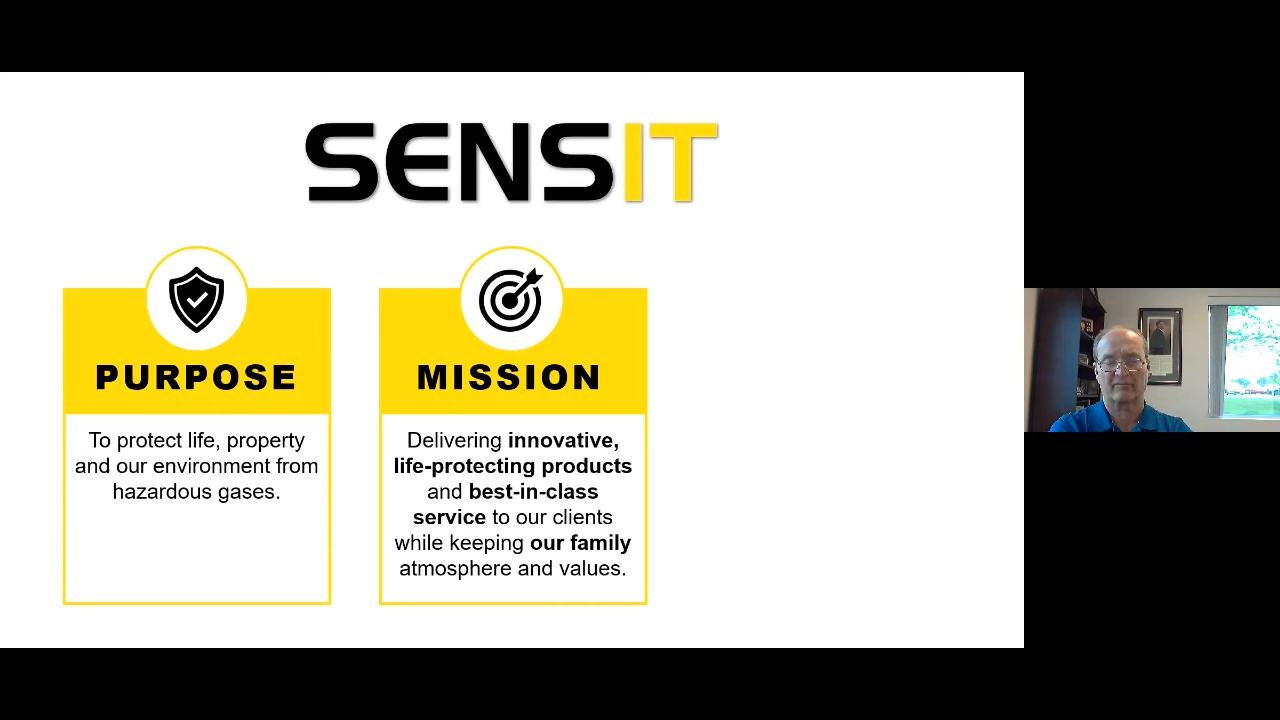 SENSIT
PURPOSE
To protect life, property
and our environment from
hazardous gases.
MISSION
Delivering innovative,
life-protecting products
and best-in-class
service to our clients
while keeping our family
atmosphere and values.